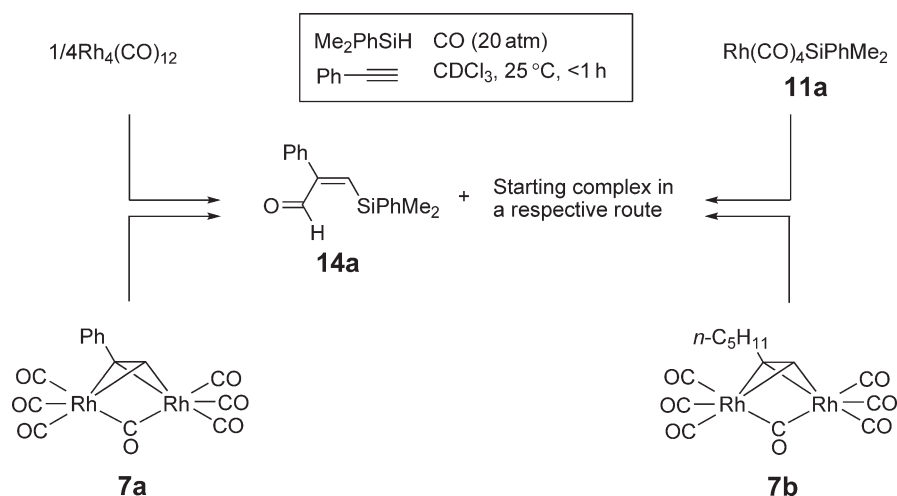 1/4Rh4(CO)12
Me2PhSiH CO (20 atm)
Ph CDCl3, 25 °C, <1 h
Rh(CO)4SiPhMe2
11a
Ph
O
H
SiPhMe2
14a
+
Starting complex in
a respective route
Ph
OC
OC
OC
Rh
Rh
CO
CO
CO
C
O
7a
n-C5H11
OC
OC
OC
Rh
Rh
CO
CO
CO
C
O
7b